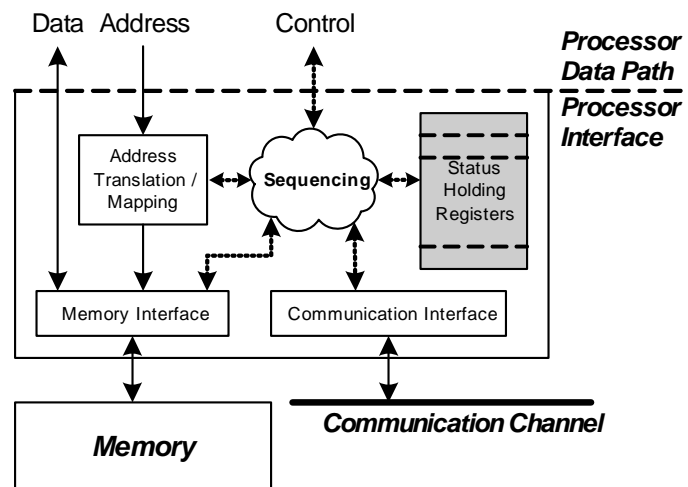 Data Address Control
Processor
Data Path
Processor
Interface
Address
Translation /
Mapping
Sequencing
Status
Holding
Registers
Memory Interface
Communication Interface
Memory
Communication Channel